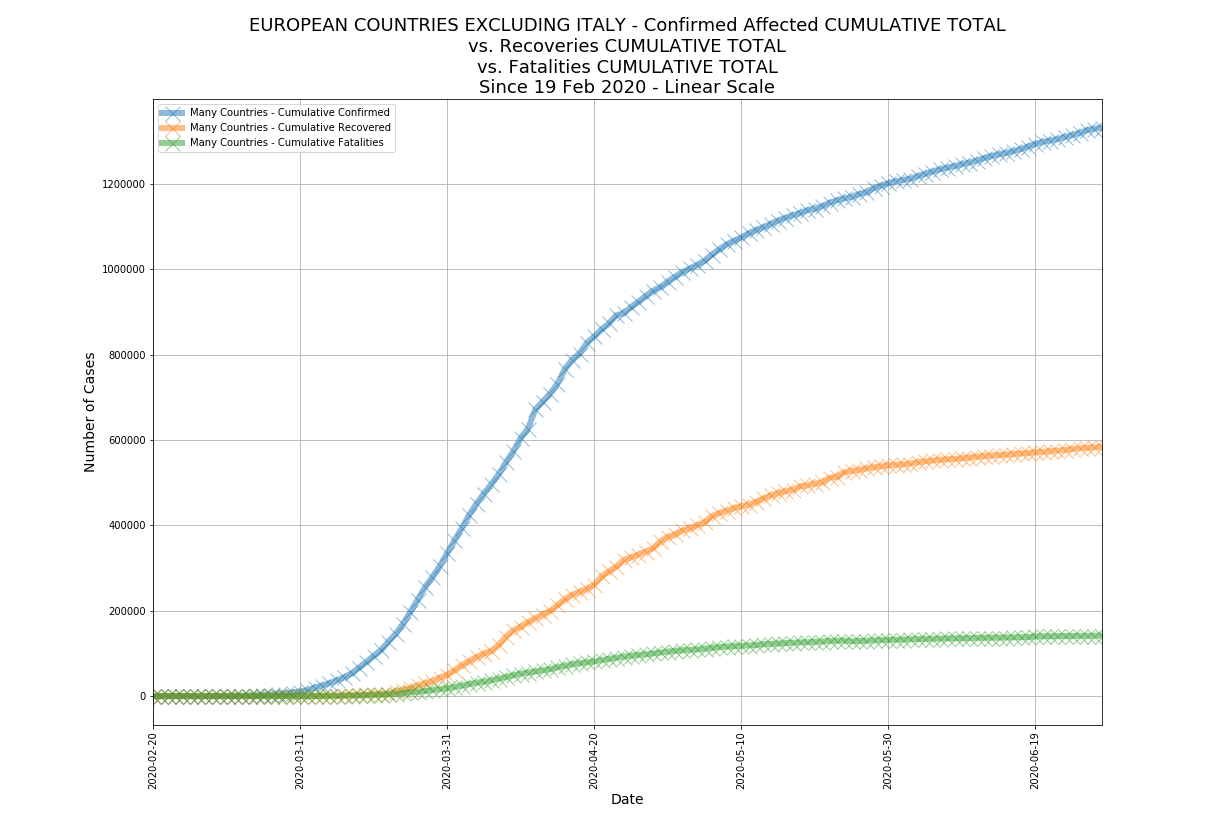 EUROPEAN COUNTRIES EXCLUDING ITALY - Confirmed Affected CUMULATIVE TOTAL
vs. Recoveries CUMULATIVE TOTAL
vs. Fatalities CUMULATIVE TOTAL
Since 19 Feb 2020 - Linear Scale
Many Countries - Cumulative Confirmed
Many Countries - Cumulative Recovered
Many Countries - Cumulative Fatalities
Number of Cases
1200000
1000000
800000
600000
400000
200000
0
2020-02-20
2020-03-11
2020-03-31
2020-04-20
2020-05-10
2020-05-30
2020-06-19
Date